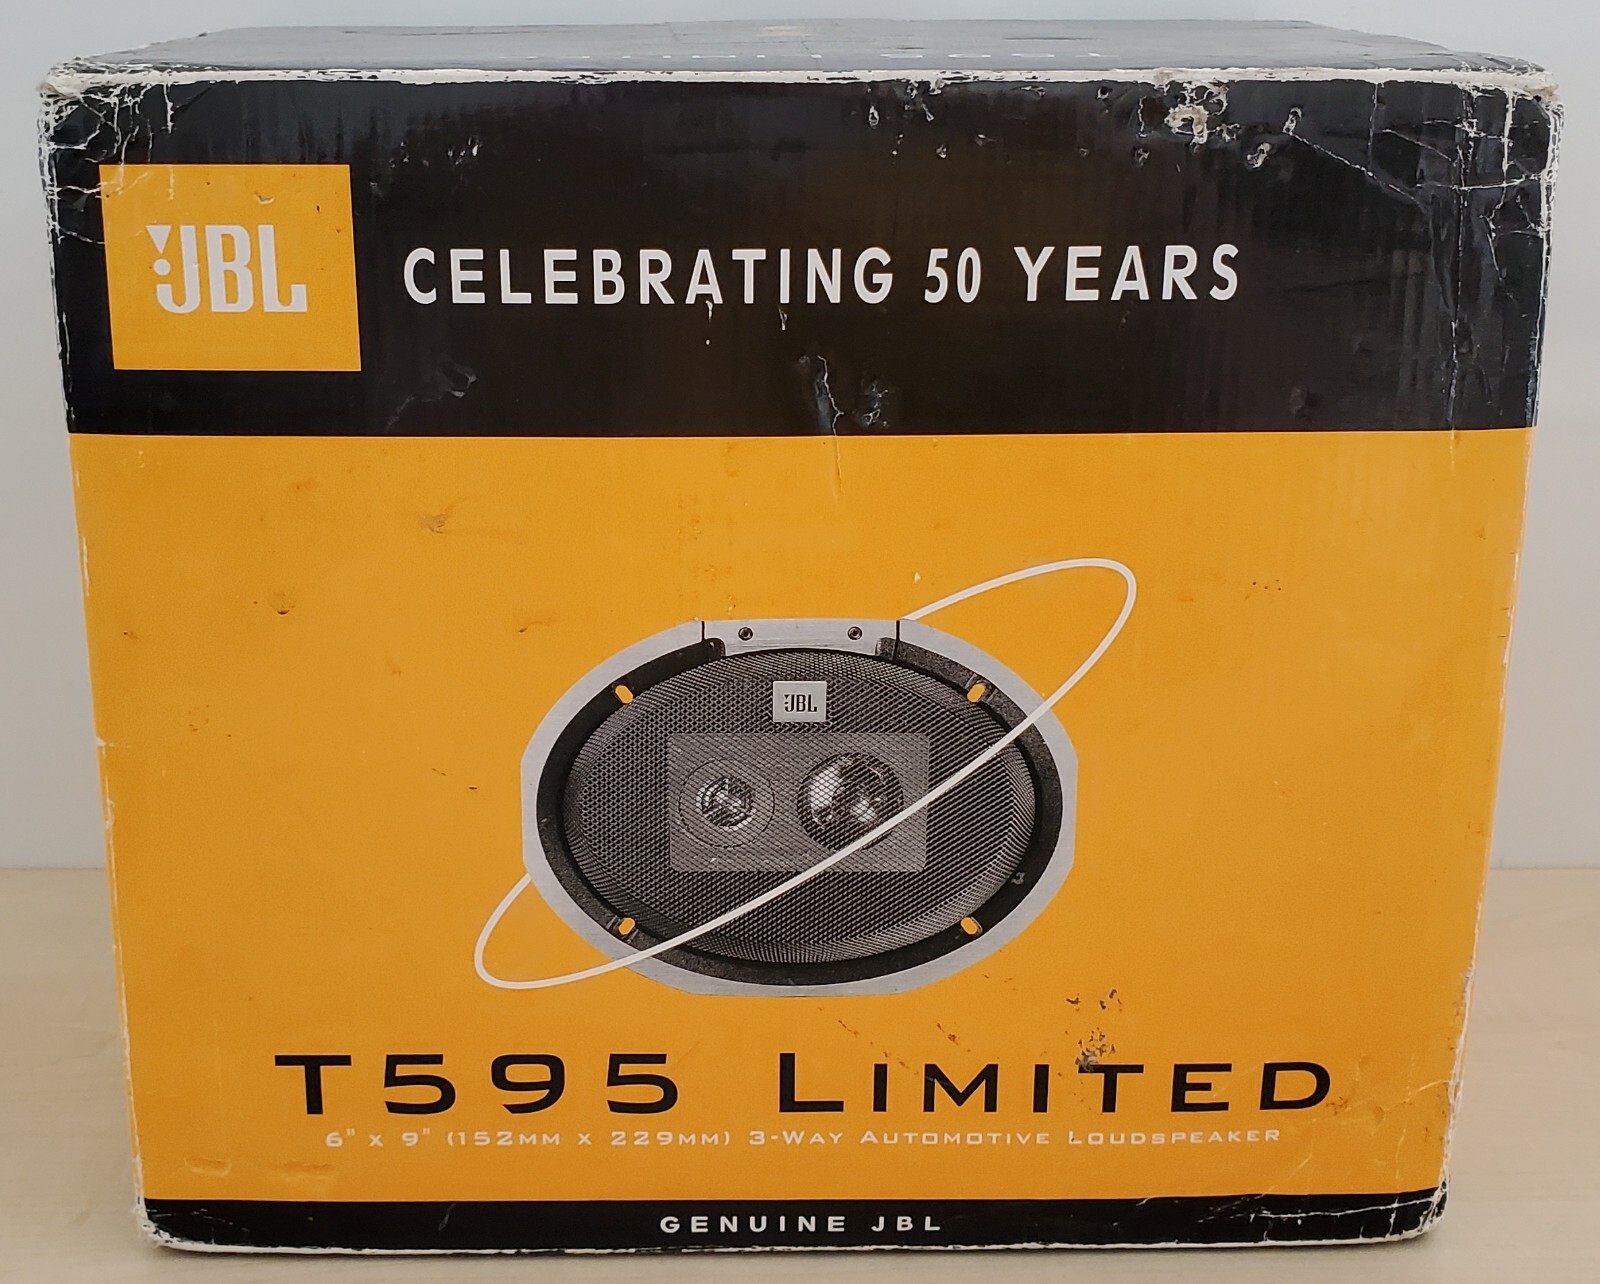 JBL
CELEBRATING 50 YEARS
JBL
T595 LIMITED
6" x 9" (152MM x 229MM) 3-WAY AUTOMOTIVE LOUDSPEAKER
GENUINE JBL